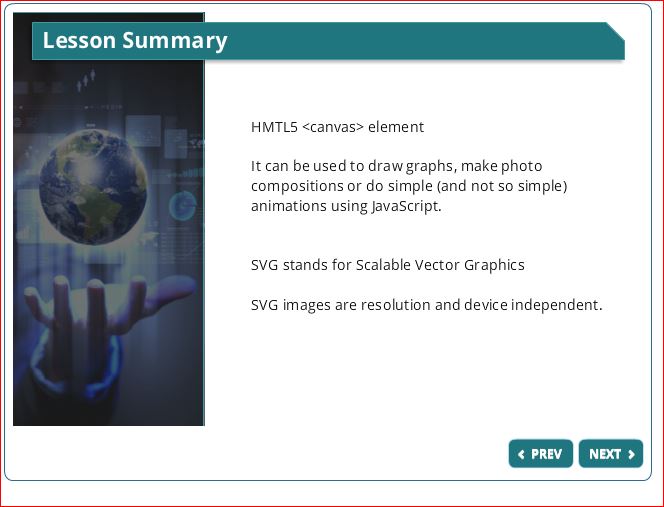 Lesson Summary
HMTL5 <canvas> element
It can be used to draw graphs, make photo
compositions or do simple (and not so simple)
animations using JavaScript.
SVG stands for Scalable Vector Graphics
SVG images are resolution and device independent.
PREV
NEXT